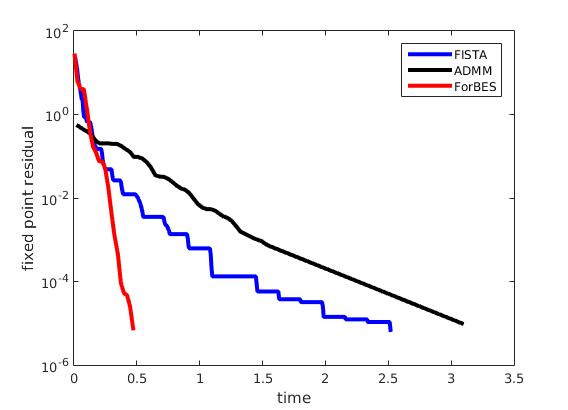 10^2
10^0
10^-2
10^-4
10^-6
fixed point residual
FISTA
ADMM
ForBES
0 0.5 1 1.5 2 2.5 3 3.5
time